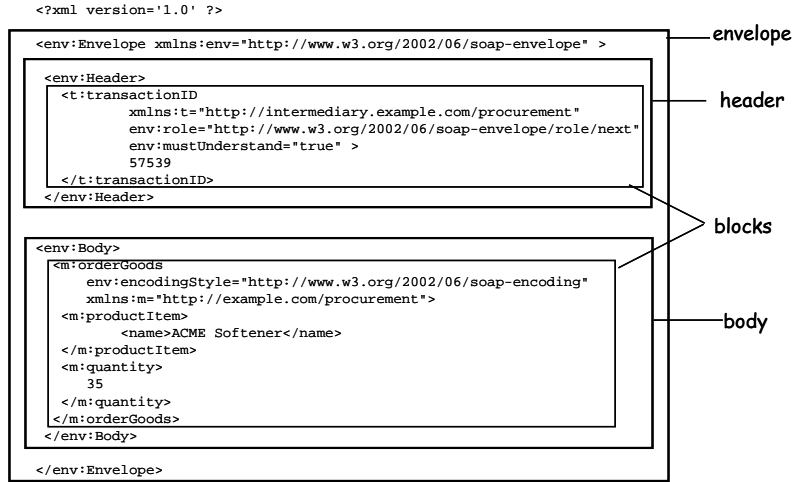 <?xml version='1.0' ?>
<env:Envelope xmlns:env="http://www.w3.org/2002/06/soap-envelope" >
envelope
<env:Header>
<t:transactionID
header
xmlns:t="http://intermediary.example.com/procurement"
env:role="http://www.w3.org/2002/06/soap-envelope/role/next"
env:mustUnderstand="true" >
57539
</t:transactionID>
</env:Header>
blocks
<env:Body>
<m:orderGoods
env:encodingStyle="http://www.w3.org/2002/06/soap-encoding"
xmlns:m="http://example.com/procurement">
<m:productItem>
body
<name>ACME Softener</name>
</m:productItem>
<m:quantity>
35
</m:quantity>
</m:orderGoods>
</env:Body>
</env:Envelope>